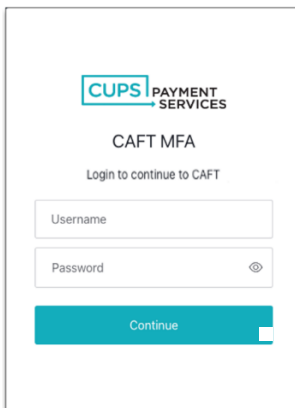 CUPS PAYMENT
SERVICES
CAFT MFA
Login to continue to CAFT
Username
Password
Continue